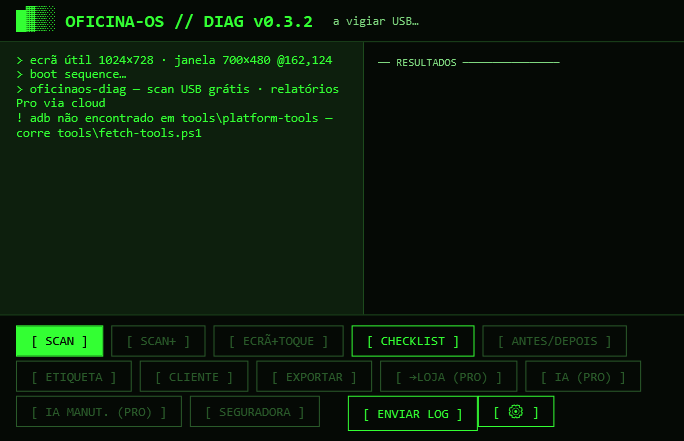 OFICINA-OS // DIAG v0.3.2 a vigiar USB…
> ecrã útil 1024×728 · janela 700×480 @162,124
> boot sequence…
> oficinaos-diag — scan USB grátis · relatórios
Pro via cloud
! adb não encontrado em tools\platform-tools —
corre tools\fetch-tools.ps1
── RESULTADOS ────────────────
[ SCAN ] [ SCAN+ ] [ ECRÃ+TOQUE ] [ CHECKLIST ] [ ANTES/DEPOIS ]
[ ETIQUETA ] [ CLIENTE ] [ EXPORTAR ] [ →LOJA (PRO) ] [ IA (PRO) ]
[ IA MANUT. (PRO) ] [ SEGURADORA ] [ ENVIAR LOG ] [ ⚙ ]